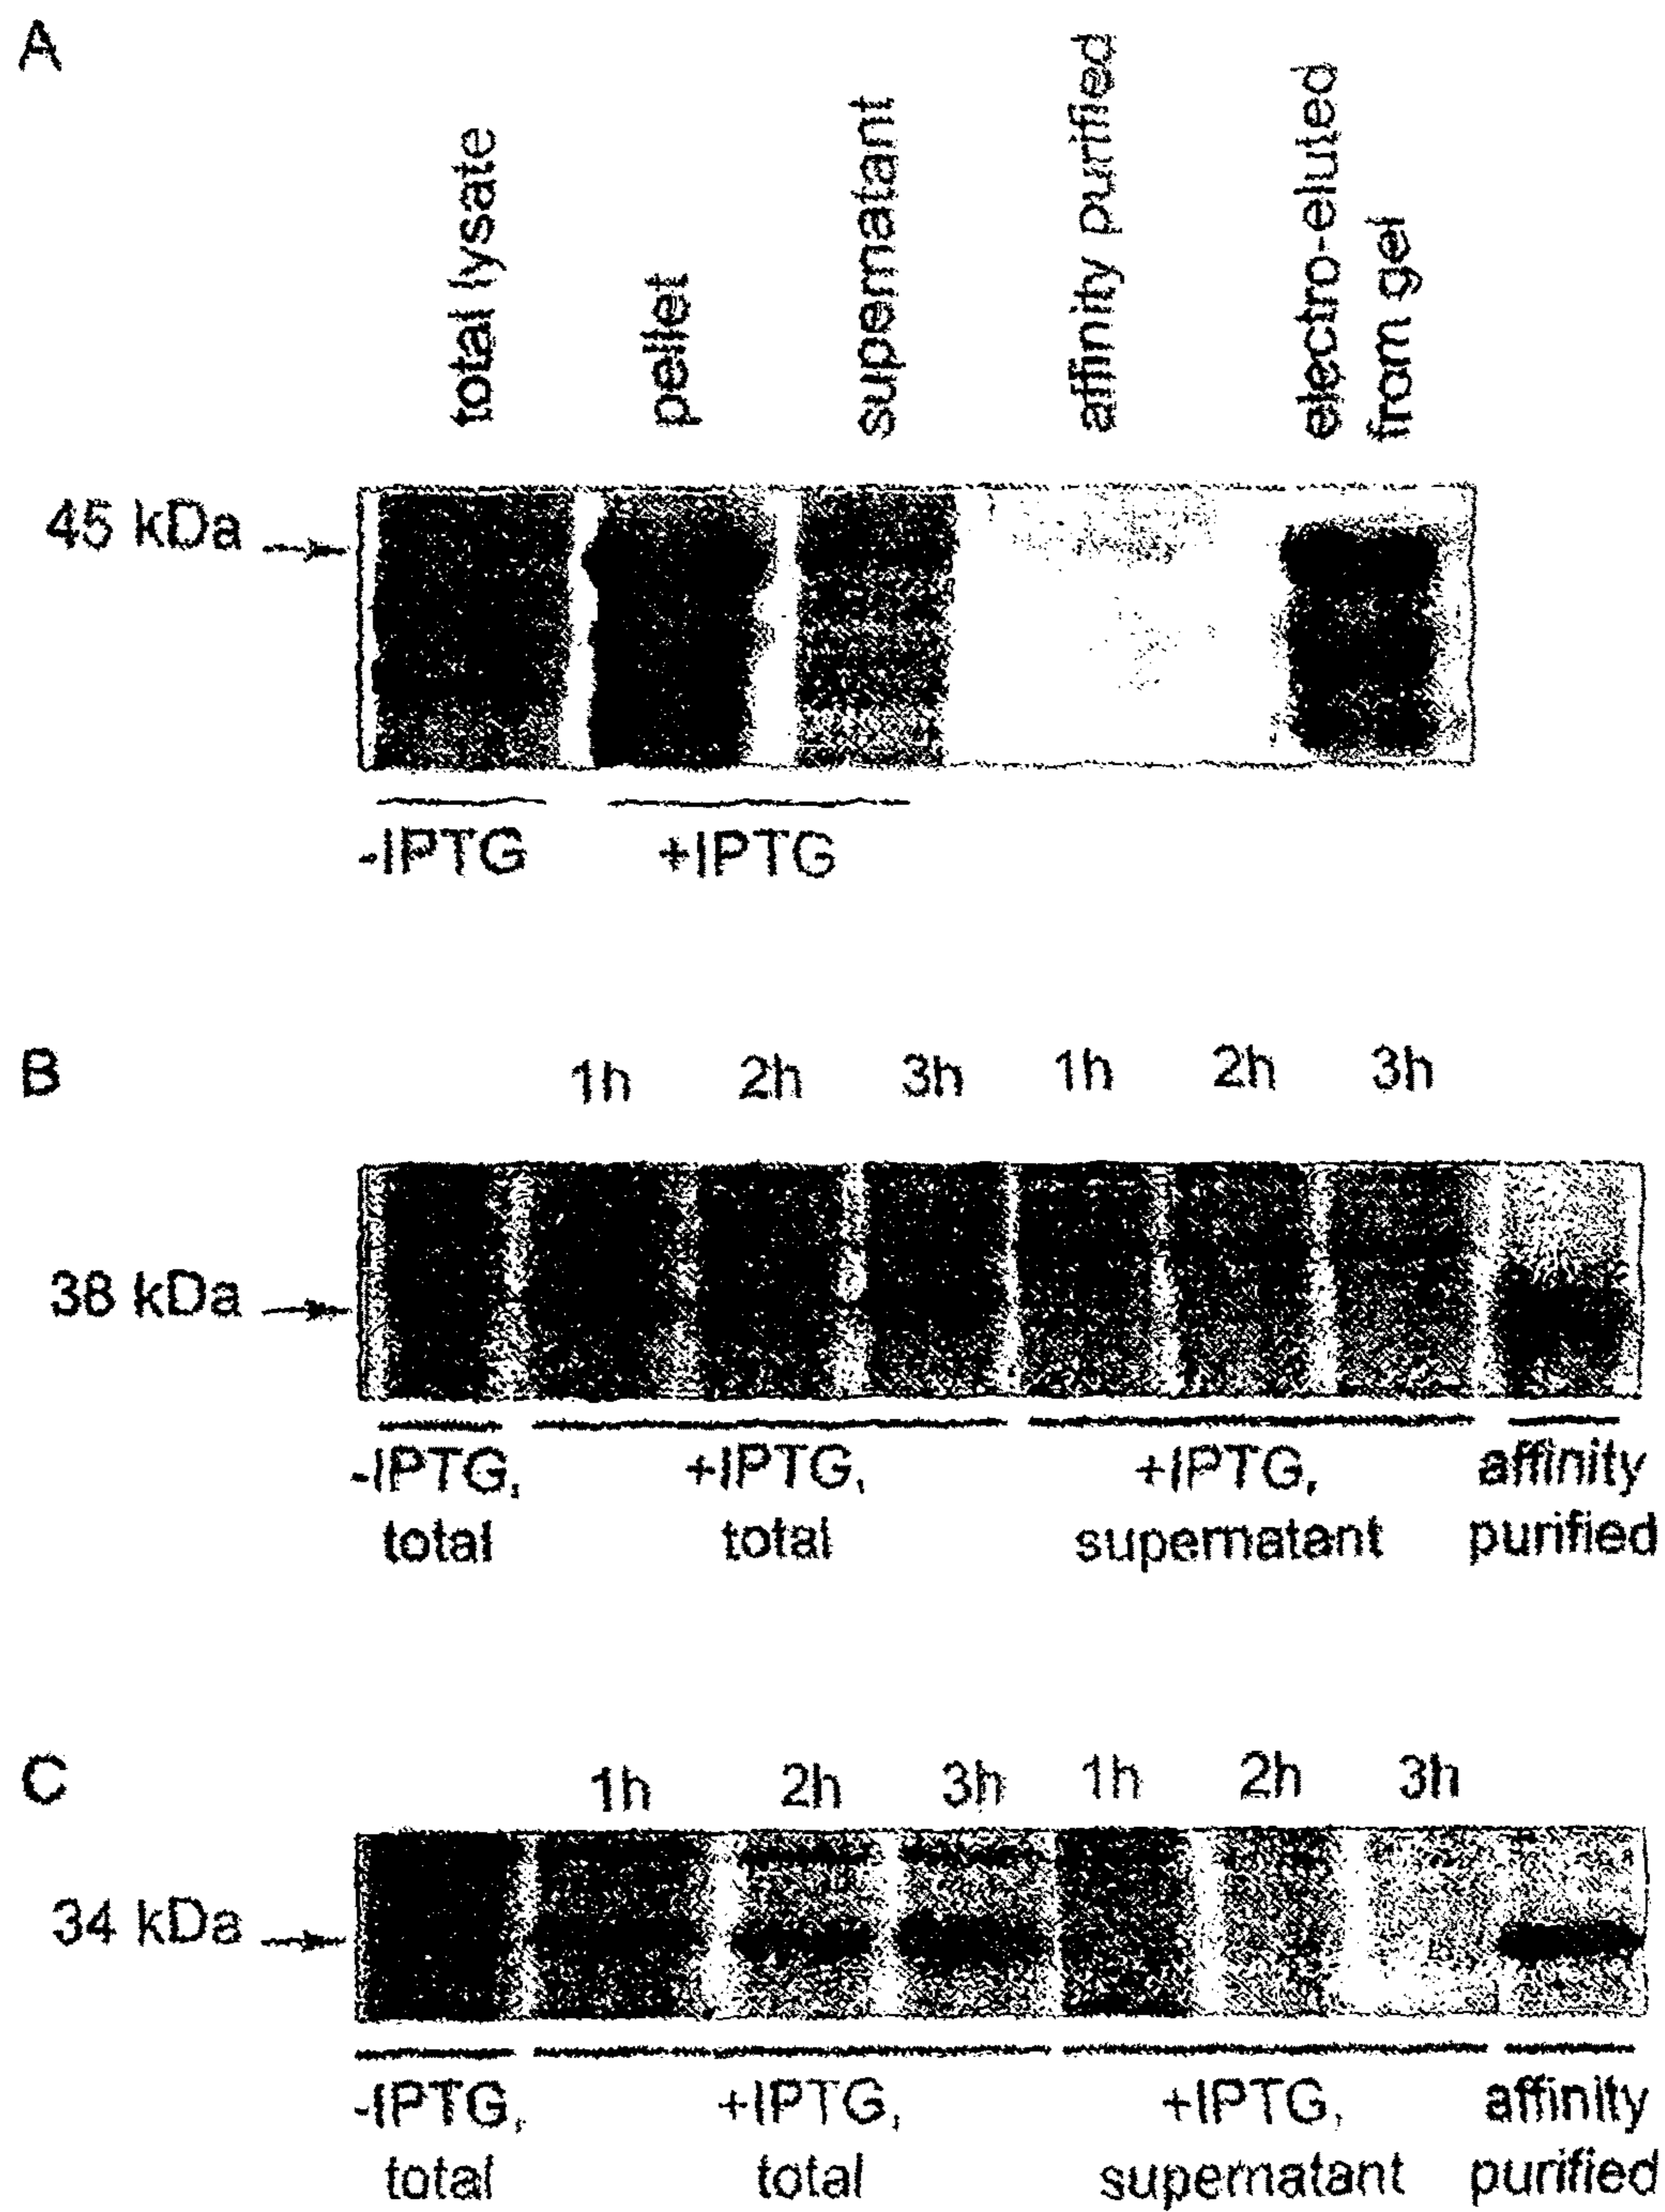 A
total lysate
pellet
supernatant
affinity purified
electro-eluted
from gel
45 kDa
-IPTG
+IPTG
B
1h
2h
3h
1h
2h
3h
38 kDa
-IPTG,
total
+IPTG,
total
+IPTG,
supernatant
affinity
purified
C
1h
2h
3h
1h
2h
3h
34 kDa
-IPTG,
total
+IPTG,
total
+IPTG,
supernatant
affinity
purified